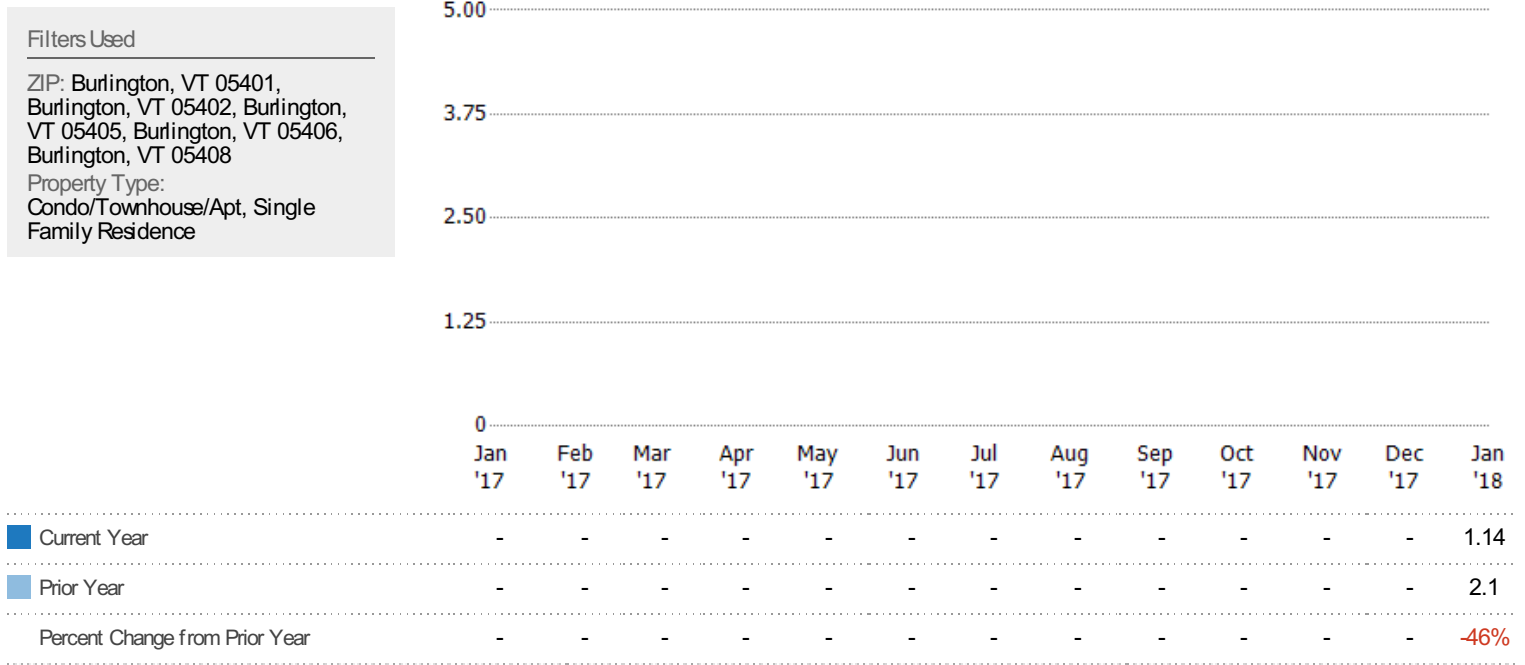 Filters Used
ZIP: Burlington, VT 05401,
Burlington, VT 05402, Burlington,
VT 05405, Burlington, VT 05406,
Burlington, VT 05408
Property Type:
Condo/Townhouse/Apt, Single
Family Residence
5.00
3.75
2.50
1.25
0
Jan Feb Mar Apr May Jun Jul Aug Sep Oct Nov Dec Jan
'17 '17 '17 '17 '17 '17 '17 '17 '17 '17 '17 '17 '18
Current Year - - - - - - - - - - - - 1.14
Prior Year - - - - - - - - - - - - 2.1
Percent Change from Prior Year - - - - - - - - - - - - -46%